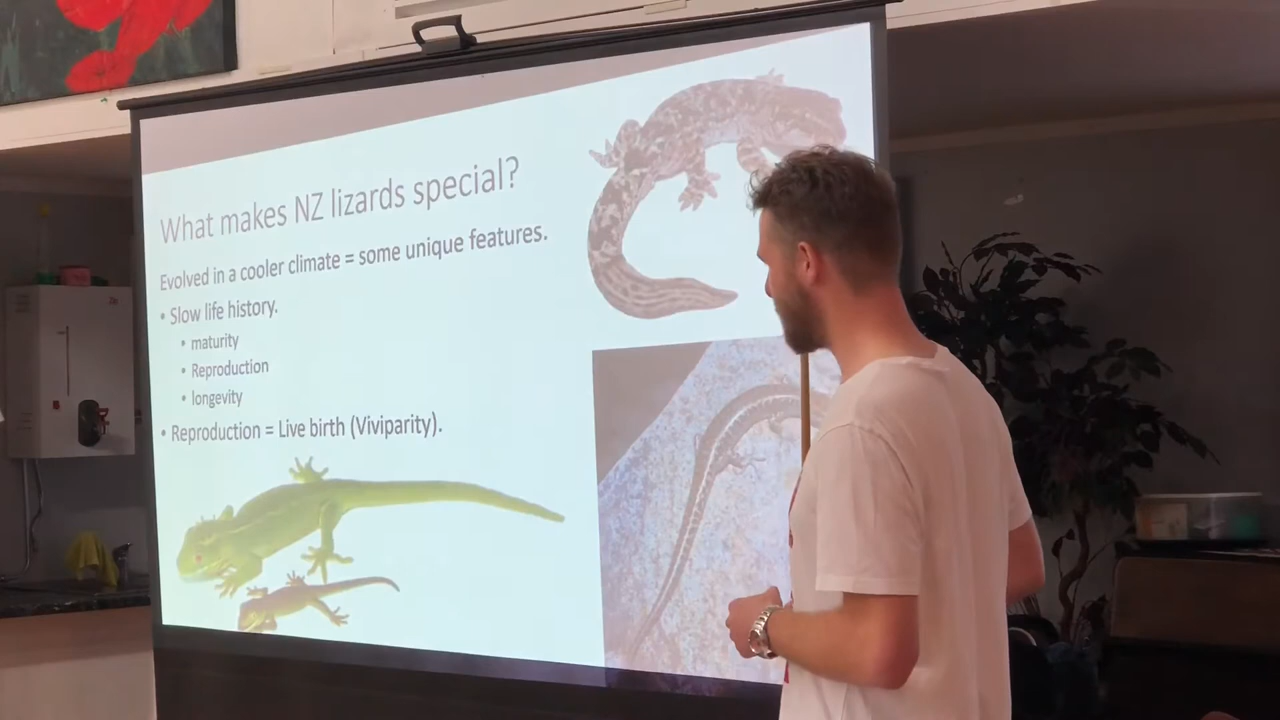 What makes NZ lizards special?
Evolved in a cooler climate = some unique features.
• Slow life history.
• maturity
• Reproduction
• longevity
• Reproduction = Live birth (Viviparity).